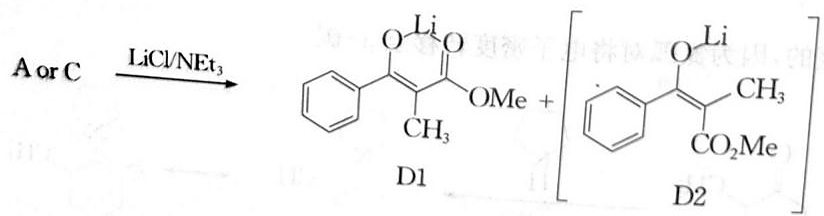 A or C
LiCl/NEt₃
Li
O
O
OMe
CH₃
D1
+
Li
O
CH₃
CO₂Me
D2